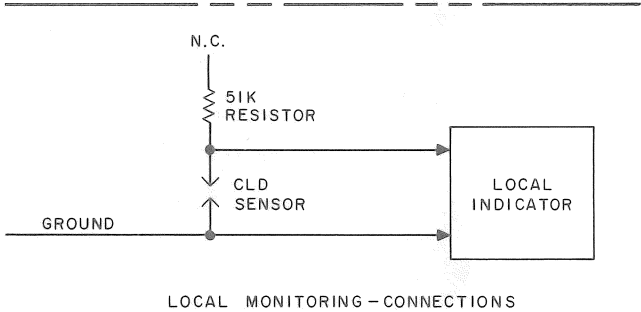 N.C.
51K
RESISTOR
CLD
SENSOR
LOCAL
INDICATOR
GROUND
LOCAL MONITORING – CONNECTIONS